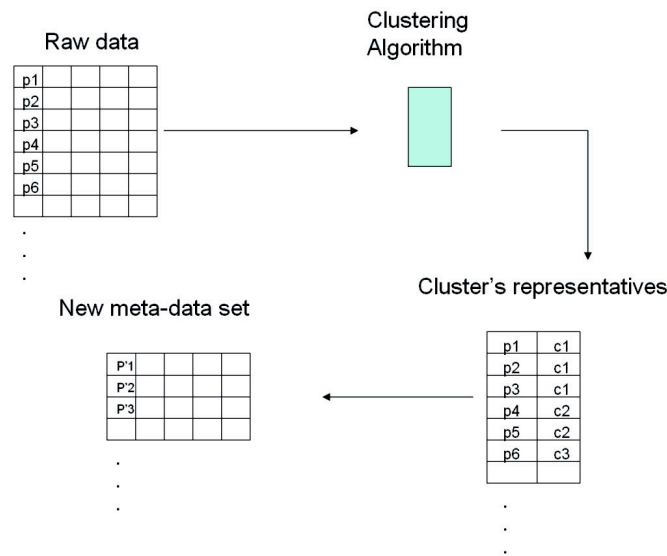 Raw data
p1
p2
p3
p4
p5
p6
.
.
.
Clustering
Algorithm
Cluster's representatives
p1 c1
p2 c1
p3 c1
p4 c2
p5 c2
p6 c3
.
.
.
New meta-data set
P'1
P'2
P'3
.
.
.